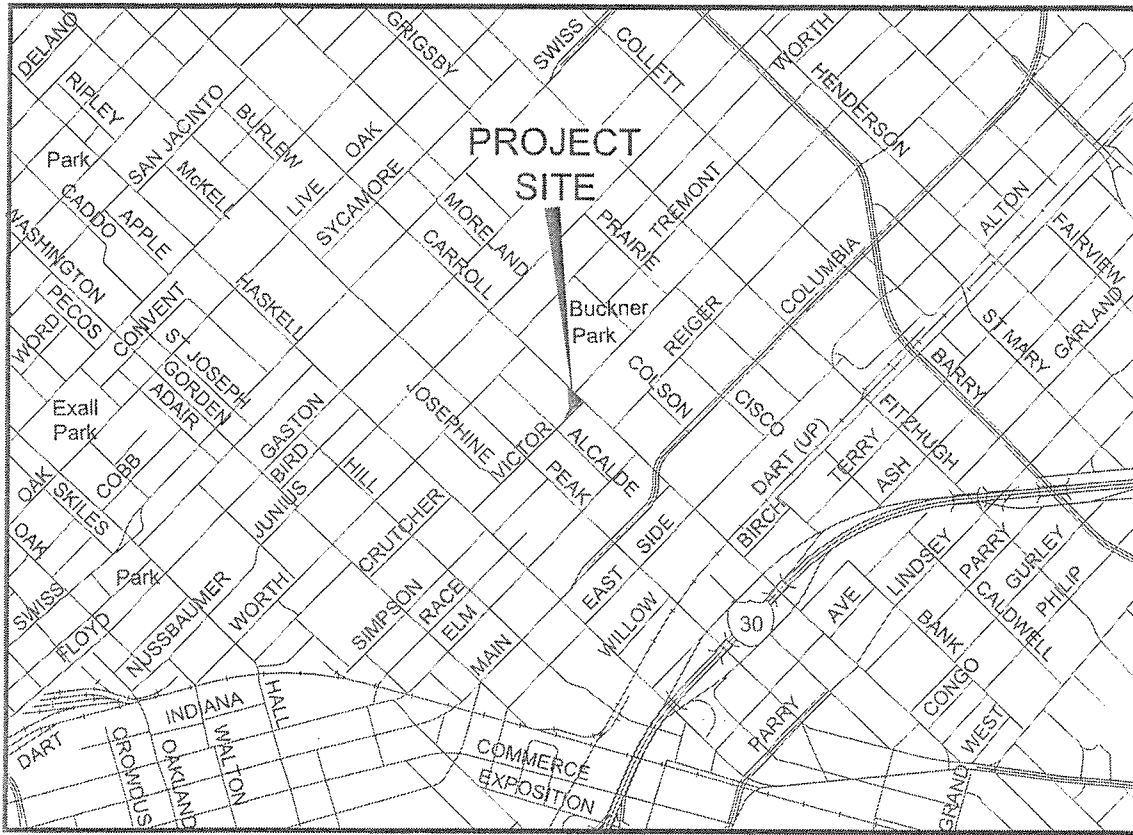 DELANO
RIPLEY
Park
SAN JACINTO
CADDO
APPLE
McKELL
BURLEW
GRIGSBY
SWISS
COLLETT
WORTH
HENDERSON
LIVE
OAK
SYCAMORE
PROJECT
SITE
MORELAND
CARROLL
PRAIRIE
TREMONT
COLUMBIA
ALTON
FAIRVIEW
GARLAND
ST MARY
WASHINGTON
PECOS
WORD
CONVENT
ST JOSEPH
GORDEN
ADAIR
HASKELL
Buckner
Park
REIGER
COLSON
CISCO
BARRY
FITZHUGH
Exall
Park
COBB
OAK
SKILES
OAK
GASTON
BIRD
JUNIUS
HILL
JOSEPHINE
VICTOR
ALCALDE
PEAK
DART (UP)
TERRY
ASH
BIRCH
SIDE
EAST
CRUTCHER
Park
SWISS
FLOYD
NUSSBAUMER
WORTH
SIMPSON
RACE
ELM
MAIN
WILLOW
30
AVE
LINDSEY
PARRY
GURLEY
CALDWELL
PHILIP
BANK
CONGO
WEST
PARRY
GRAND
INDIANA
HALL
DART
CROWDUS
OAKLAND
WALTON
COMMERCE
EXPOSITION